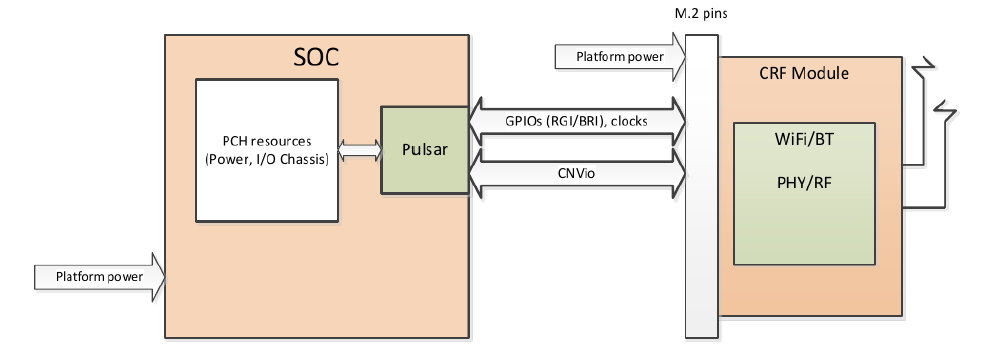 M.2 pins
SOC
Platform power
CRF Module
PCH resources
(Power, I/O Chassis)
Pulsar
GPIOs (RGI/BRI), clocks
CNVio
WiFi/BT
PHY/RF
Platform power